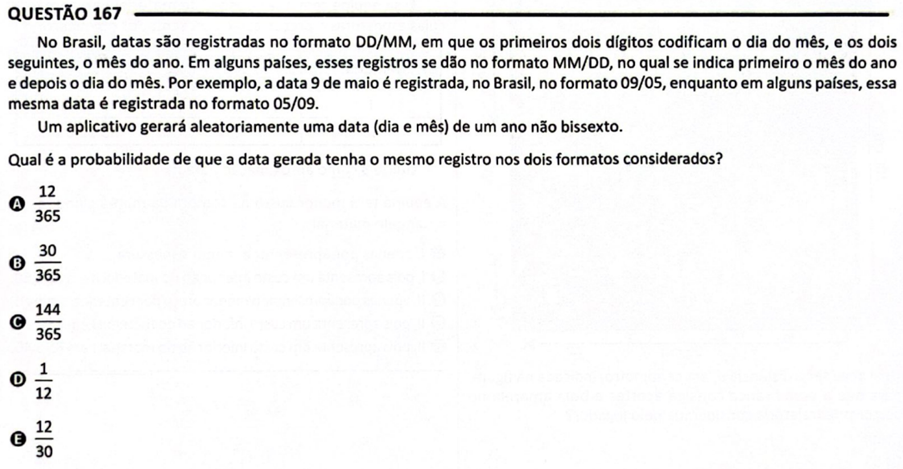 QUESTÃO 167
No Brasil, datas são registradas no formato DD/MM, em que os primeiros dois dígitos codificam o dia do mês, e os dois
seguintes, o mês do ano. Em alguns países, esses registros se dão no formato MM/DD, no qual se indica primeiro o mês do ano
e depois o dia do mês. Por exemplo, a data 9 de maio é registrada, no Brasil, no formato 09/05, enquanto em alguns países, essa
mesma data é registrada no formato 05/09.
Um aplicativo gerará aleatoriamente uma data (dia e mês) de um ano não bissexto.
Qual é a probabilidade de que a data gerada tenha o mesmo registro nos dois formatos considerados?
A 12/365
B 30/365
C 144/365
D 1/12
E 12/30